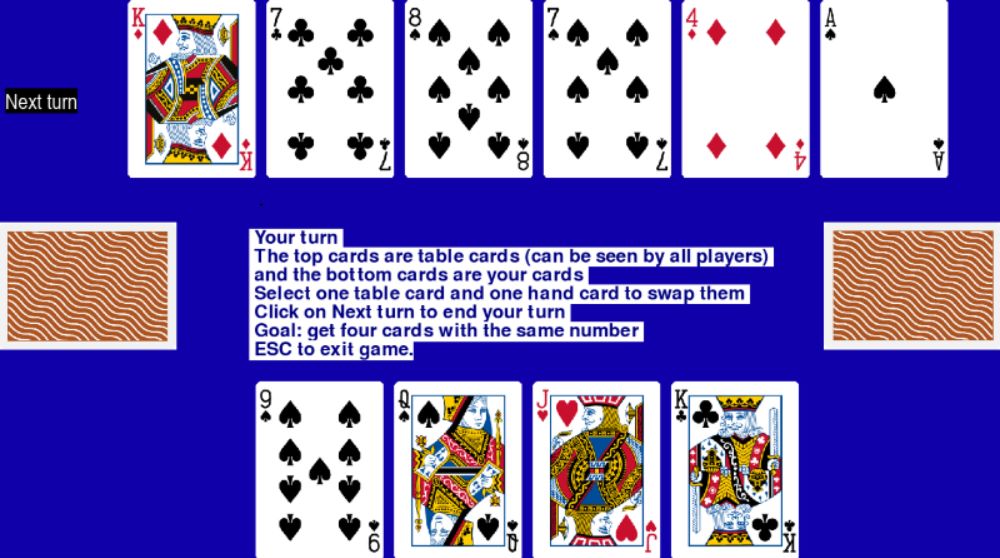 K 7 8 7 4 A
Next turn
K 7 8 7 4 A
Your turn
The top cards are table cards (can be seen by all players)
and the bottom cards are your cards
Select one table card and one hand card to swap them
Click on Next turn to end your turn
Goal: get four cards with the same number
ESC to exit game.
9 Q J K
9 Q J K